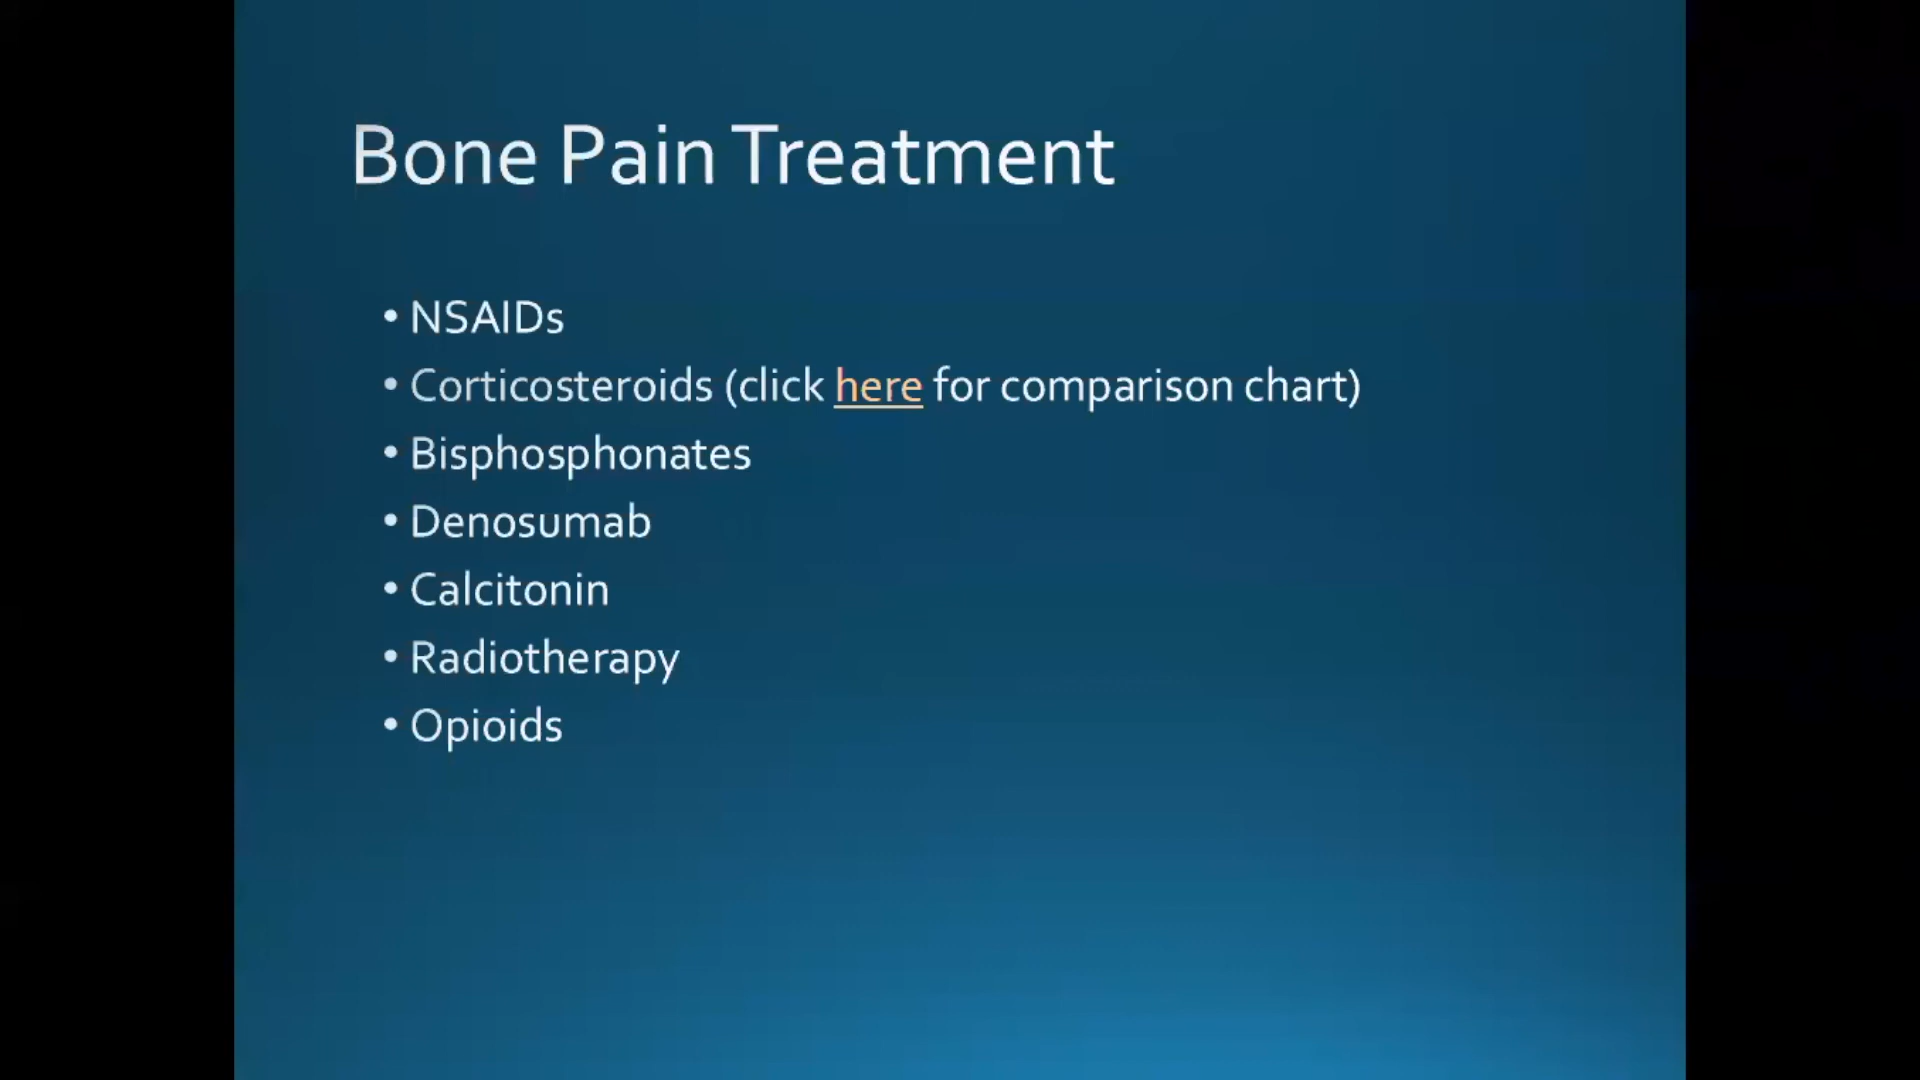 Bone Pain Treatment
• NSAIDs
• Corticosteroids (click here for comparison chart)
• Bisphosphonates
• Denosumab
• Calcitonin
• Radiotherapy
• Opioids